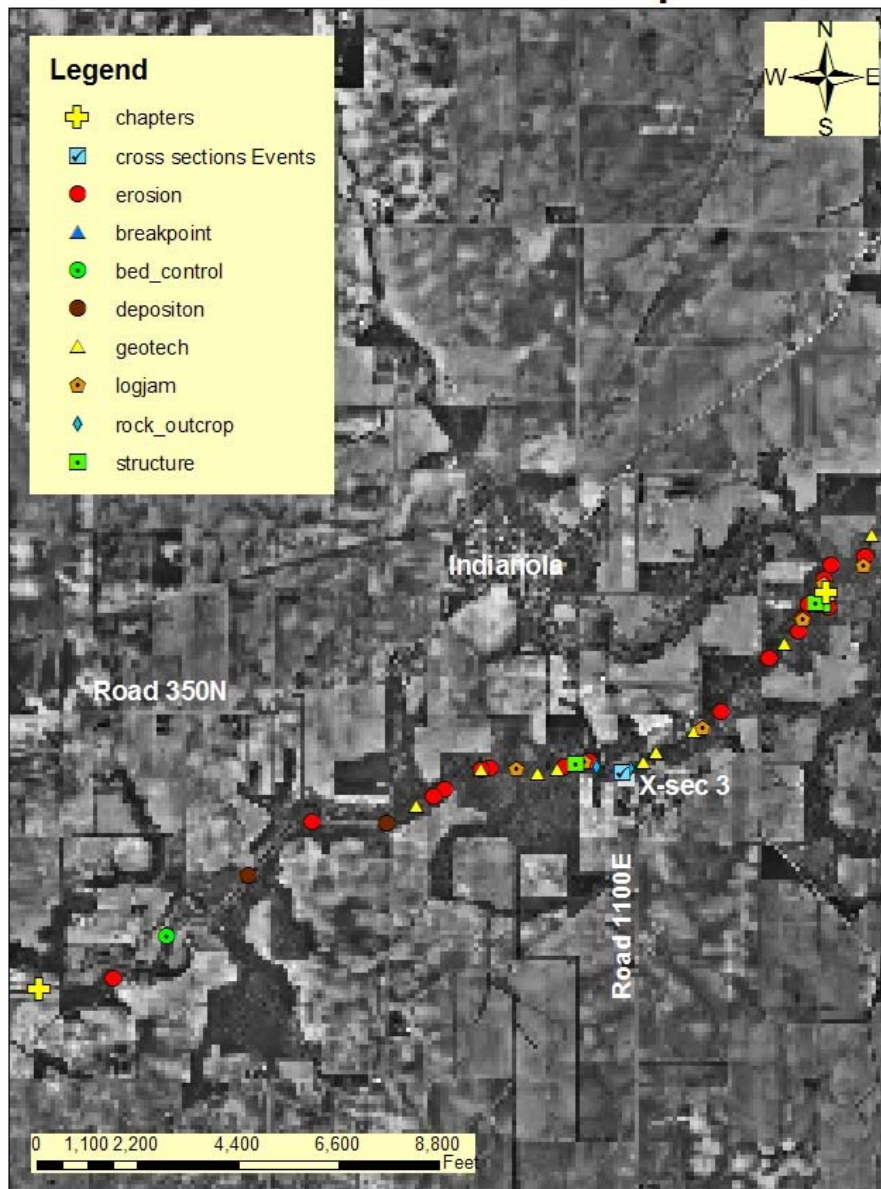 N
W E
S
Legend
chapters
cross sections Events
erosion
breakpoint
bed_control
depositon
geotech
logjam
rock_outcrop
structure
Indianola
Road 350N
X-sec 3
Road 1100E
0 1,100 2,200 4,400 6,600 8,800
Feet